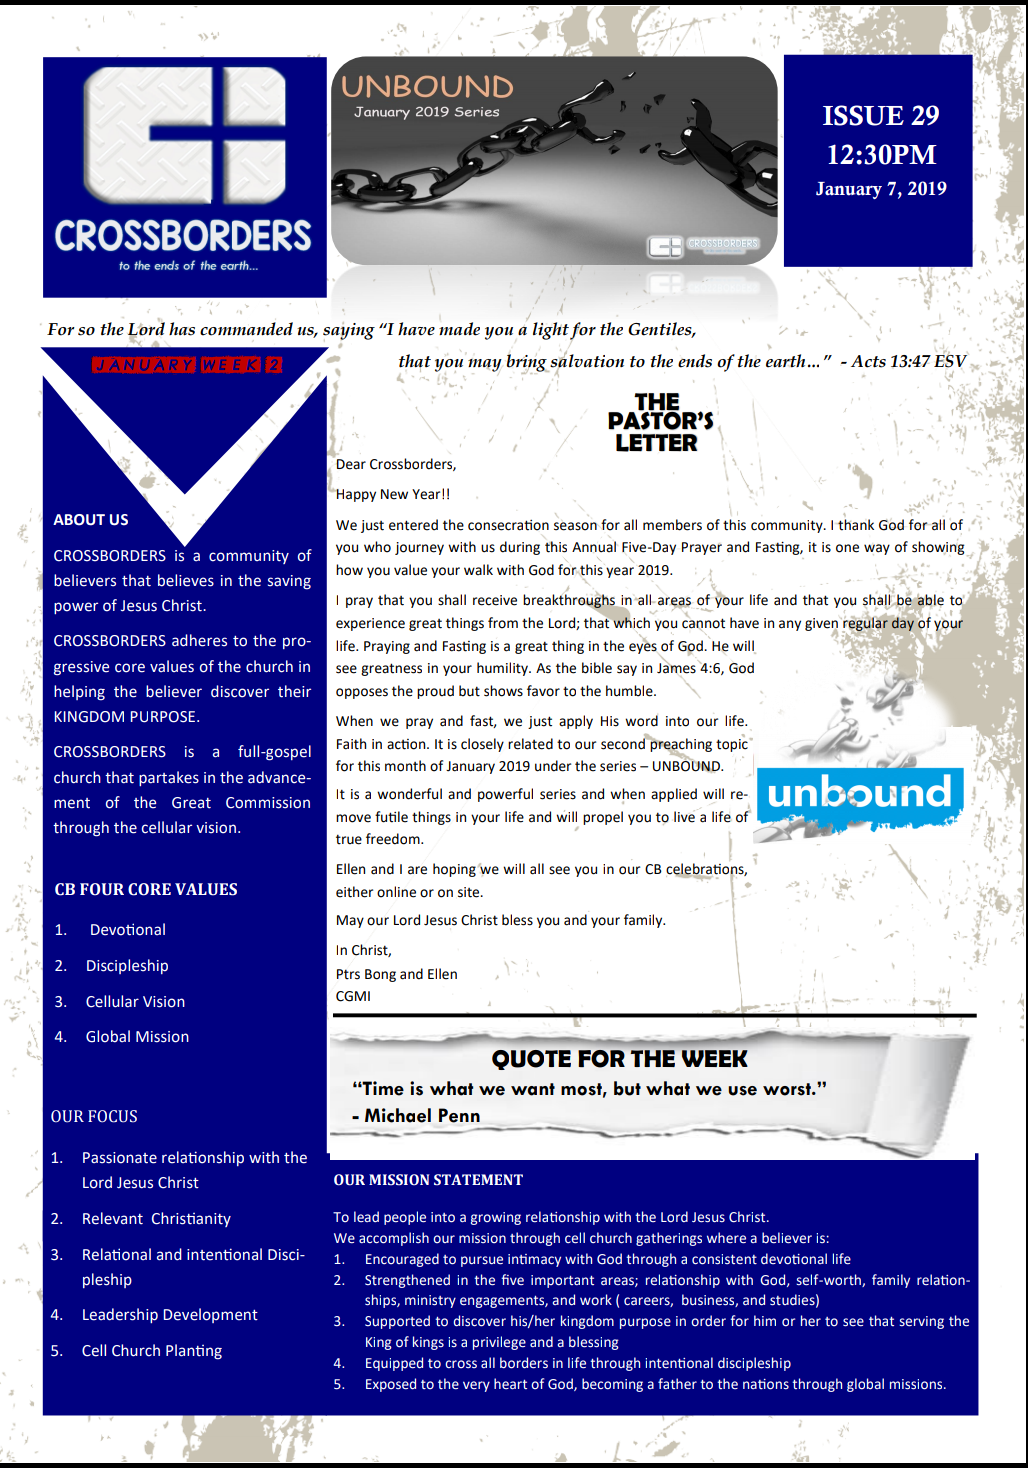 CROSSBORDERS
to the ends of the earth...
UNBOUND
January 2019 Series
CROSSBORDERS
ISSUE 29
12:30PM
January 7, 2019
For so the Lord has commanded us, saying “I have made you a light for the Gentiles,
that you may bring salvation to the ends of the earth…”  - Acts 13:47 ESV
JANUARY WEEK 2
ABOUT US
CROSSBORDERS is a community of
believers that believes in the saving
power of Jesus Christ.
CROSSBORDERS adheres to the pro-
gressive core values of the church in
helping the believer discover their
KINGDOM PURPOSE.
CROSSBORDERS is a full-gospel
church that partakes in the advance-
ment of the Great Commission
through the cellular vision.
CB FOUR CORE VALUES
1. Devotional
2. Discipleship
3. Cellular Vision
4. Global Mission
OUR FOCUS
1. Passionate relationship with the
Lord Jesus Christ
2. Relevant Christianity
3. Relational and intentional Disci-
pleship
4. Leadership Development
5. Cell Church Planting
THE
PASTOR'S
LETTER
Dear Crossborders,
Happy New Year!!
We just entered the consecration season for all members of this community. I thank God for all of
you who journey with us during this Annual Five-Day Prayer and Fasting, it is one way of showing
how you value your walk with God for this year 2019.
I pray that you shall receive breakthroughs in all areas of your life and that you shall be able to
experience great things from the Lord; that which you cannot have in any given regular day of your
life. Praying and Fasting is a great thing in the eyes of God. He will
see greatness in your humility. As the bible say in James 4:6, God
opposes the proud but shows favor to the humble.
When we pray and fast, we just apply His word into our life.
Faith in action. It is closely related to our second preaching topic
for this month of January 2019 under the series – UNBOUND.
It is a wonderful and powerful series and when applied will re-
move futile things in your life and will propel you to live a life of
true freedom.
Ellen and I are hoping we will all see you in our CB celebrations,
either online or on site.
May our Lord Jesus Christ bless you and your family.
In Christ,
Ptrs Bong and Ellen
CGMI
unbound
QUOTE FOR THE WEEK
“Time is what we want most, but what we use worst.”
- Michael Penn
OUR MISSION STATEMENT
To lead people into a growing relationship with the Lord Jesus Christ.
We accomplish our mission through cell church gatherings where a believer is:
1. Encouraged to pursue intimacy with God through a consistent devotional life
2. Strengthened in the five important areas; relationship with God, self-worth, family relation-
ships, ministry engagements, and work ( careers,  business, and studies)
3. Supported to discover his/her kingdom purpose in order for him or her to see that serving the
King of kings is a privilege and a blessing
4. Equipped to cross all borders in life through intentional discipleship
5. Exposed to the very heart of God, becoming a father to the nations through global missions.